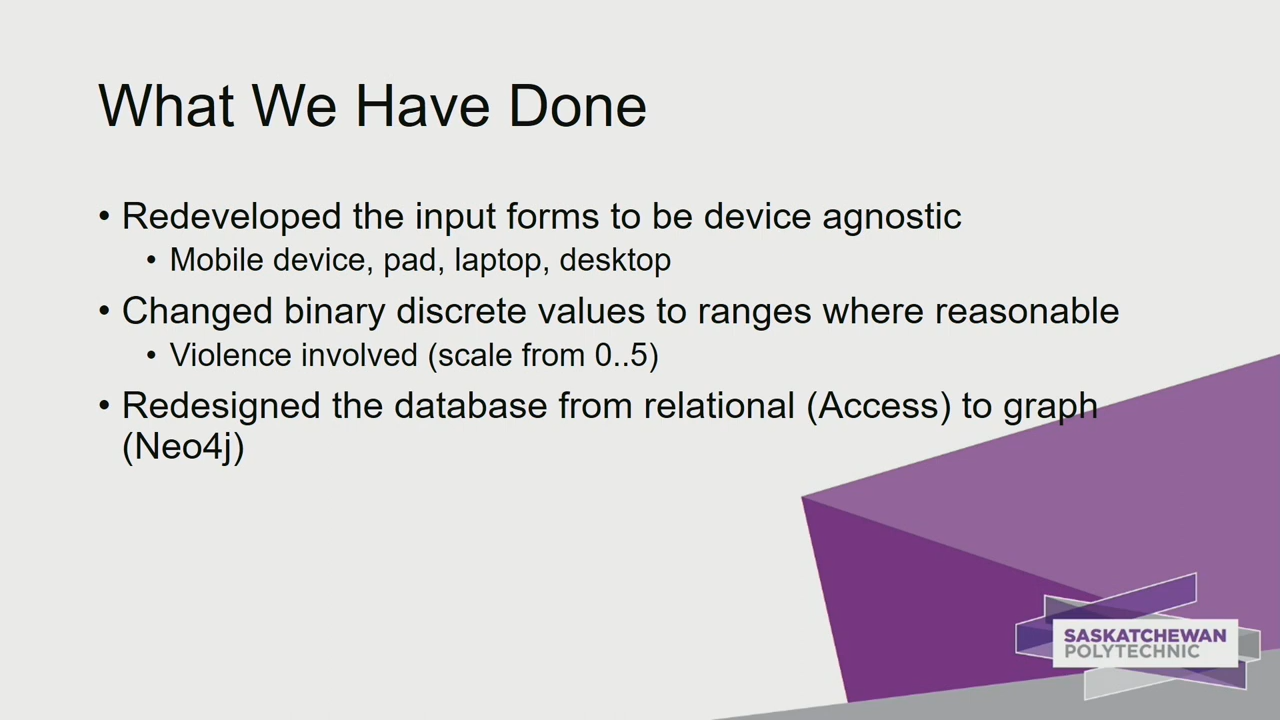 What We Have Done
• Redeveloped the input forms to be device agnostic
• Mobile device, pad, laptop, desktop
• Changed binary discrete values to ranges where reasonable
• Violence involved (scale from 0..5)
• Redesigned the database from relational (Access) to graph
(Neo4j)
SASKATCHEWAN
POLYTECHNIC